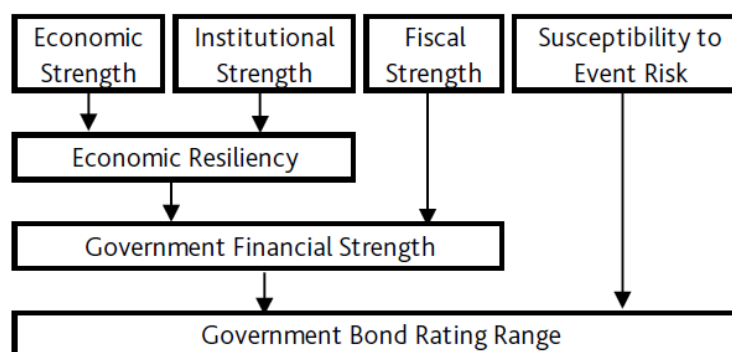 Economic
Strength
Institutional
Strength
Fiscal
Strength
Susceptibility to
Event Risk
Economic Resiliency
Government Financial Strength
Government Bond Rating Range